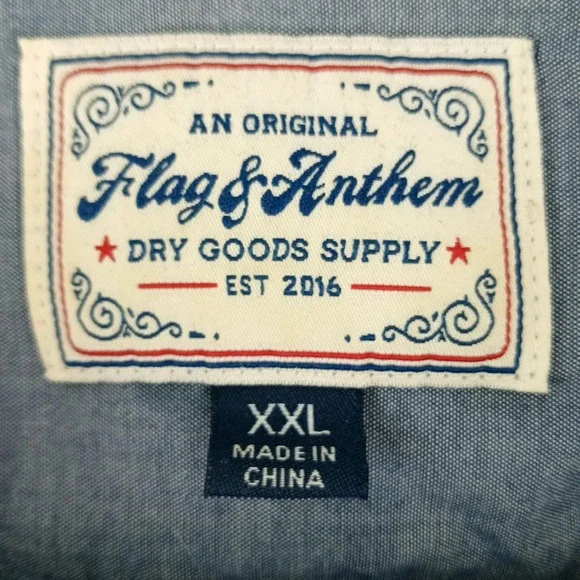 AN ORIGINAL
Flag & Anthem
DRY GOODS SUPPLY
EST 2016
XXL
MADE IN
CHINA